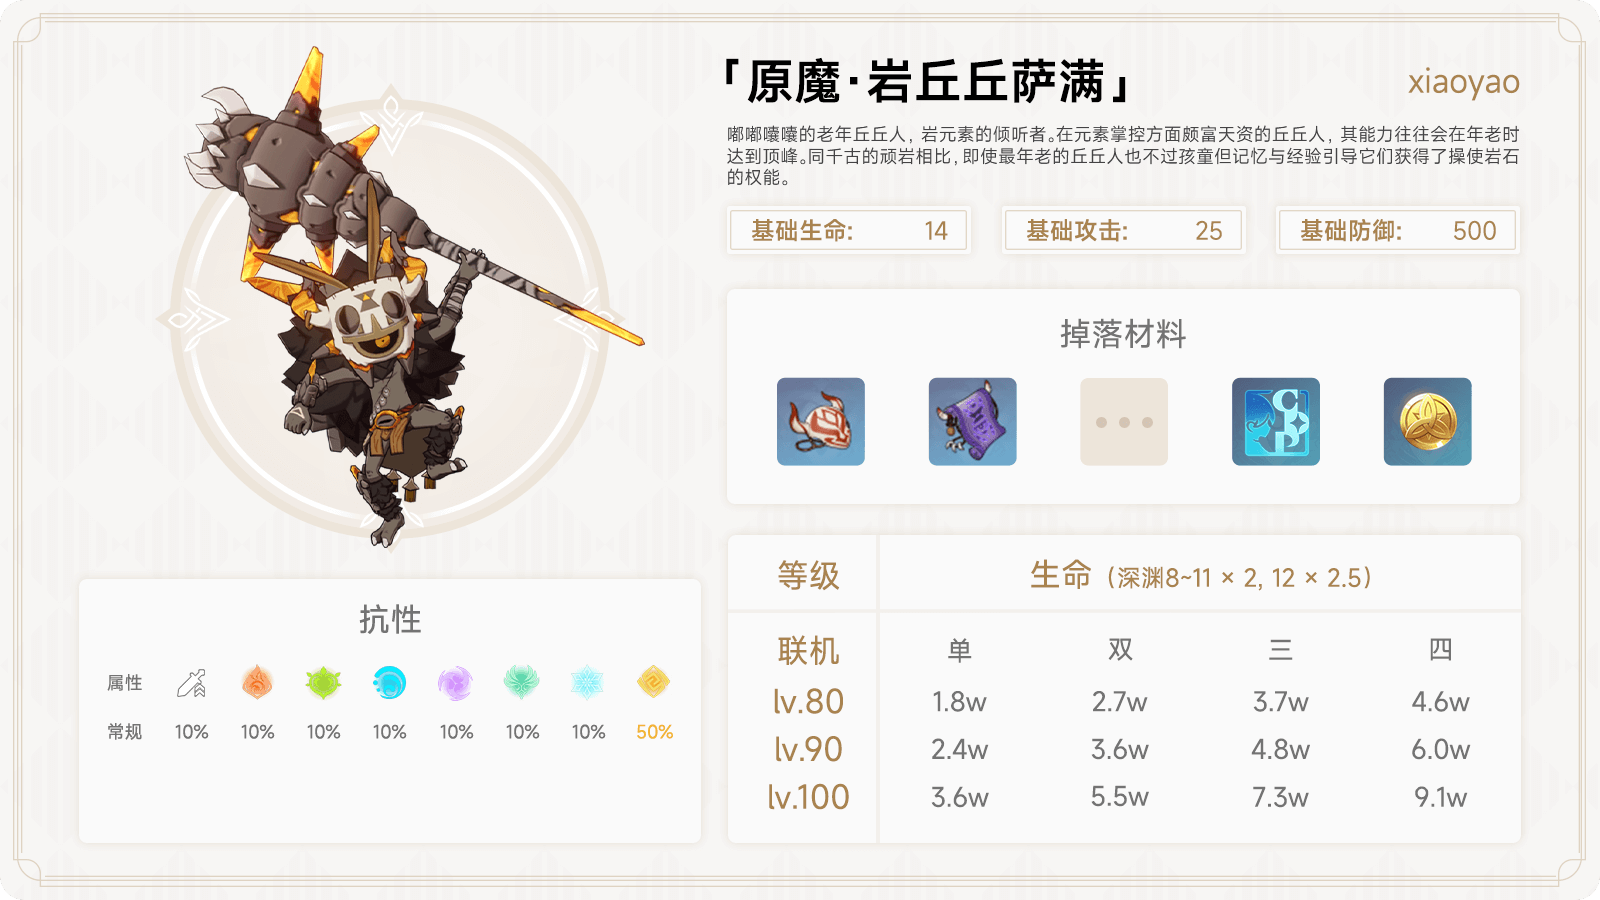 「原魔·岩丘丘萨满」
xiaoyao
嘟嘟囔囔的老年丘丘人，岩元素的倾听者。在元素掌控方面颇富天资的丘丘人，其能力往往会在年老时
达到顶峰。同千古的顽岩相比，即使最年老的丘丘人也不过孩童但记忆与经验引导它们获得了操使岩石
的权能。
基础生命: 14
基础攻击: 25
基础防御: 500
掉落材料
抗性
属性
常规 10% 10% 10% 10% 10% 10% 10% 50%
等级 生命（深渊8~11 × 2, 12 × 2.5）
联机 单 双 三 四
lv.80 1.8w 2.7w 3.7w 4.6w
lv.90 2.4w 3.6w 4.8w 6.0w
lv.100 3.6w 5.5w 7.3w 9.1w